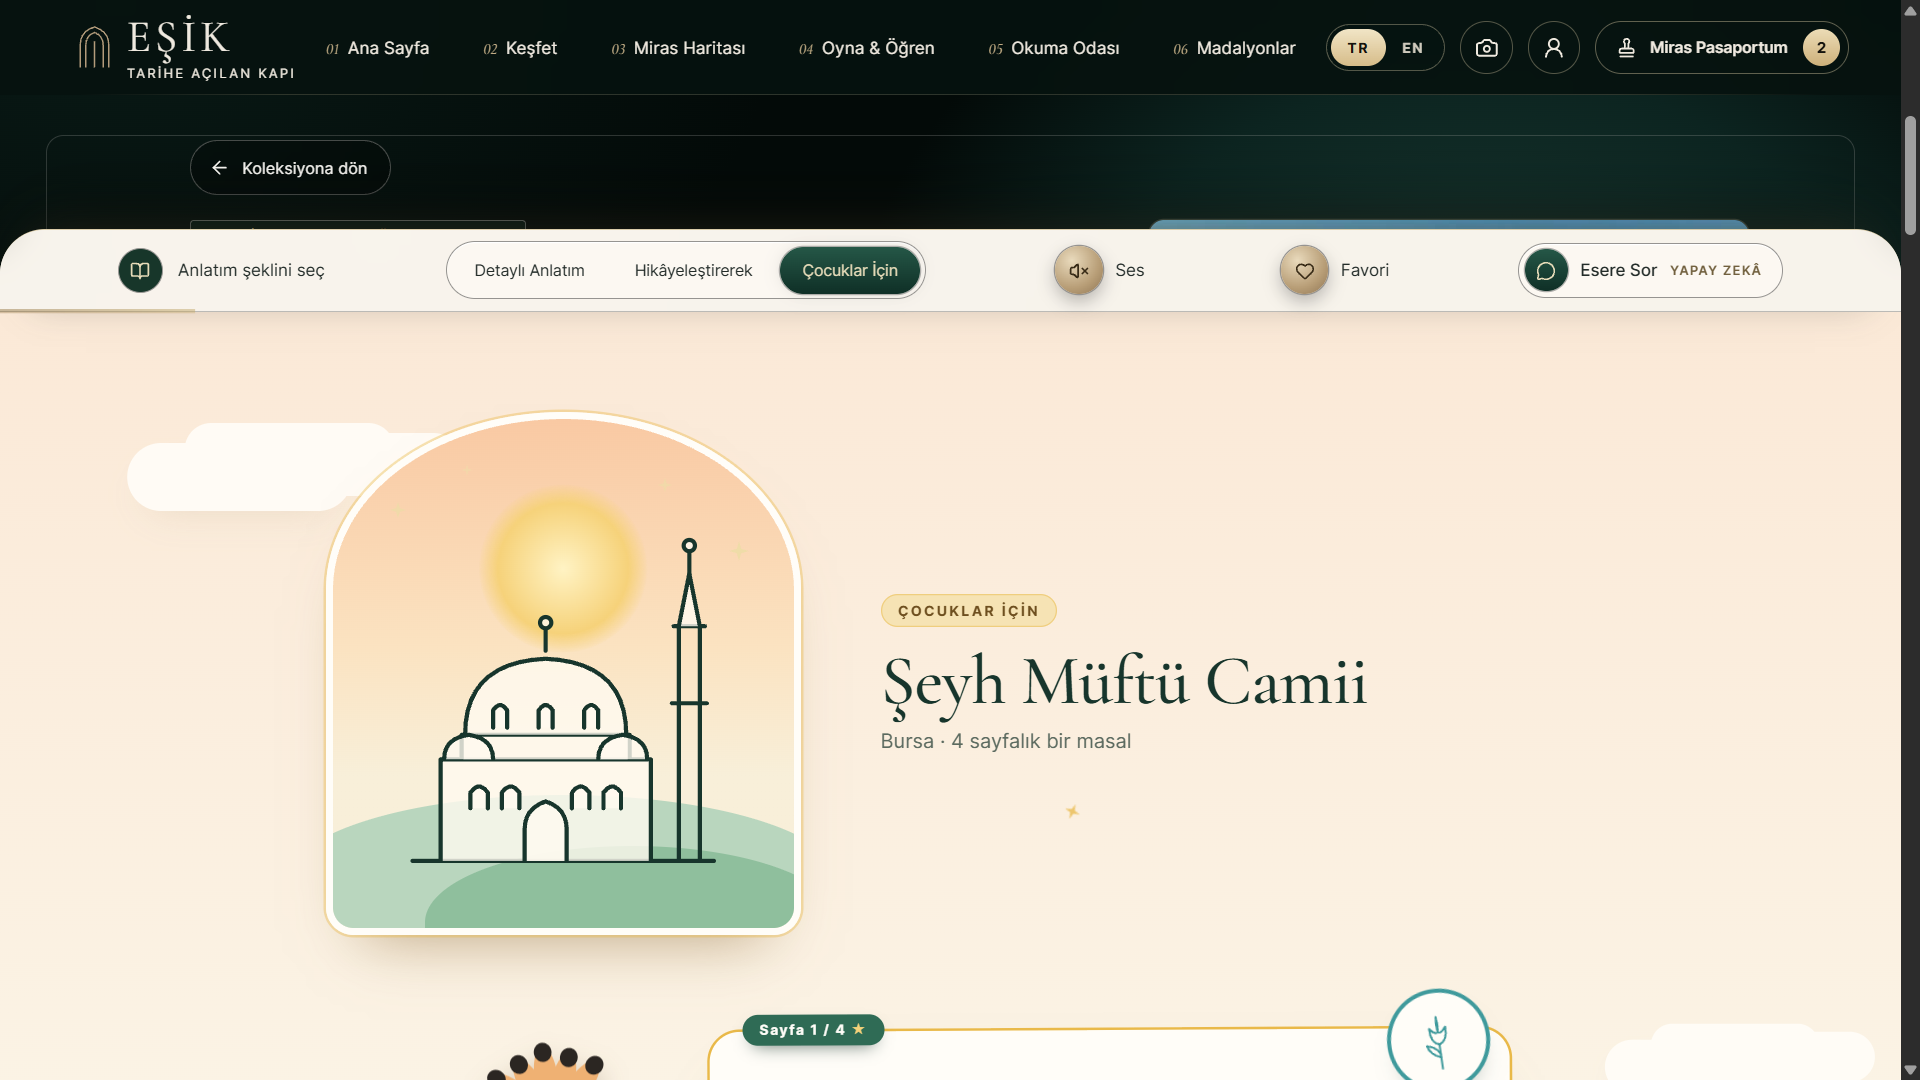 EŞİK
TARİHE AÇILAN KAPI
01 Ana Sayfa
02 Keşfet
03 Miras Haritası
04 Oyna & Öğren
05 Okuma Odası
06 Madalyonlar
TR
EN
Miras Pasaportum
2
Koleksiyona dön
Anlatım şeklini seç
Detaylı Anlatım
Hikâyeleştirerek
Çocuklar İçin
Ses
Favori
Esere Sor
YAPAY ZEKÂ
ÇOCUKLAR İÇİN
Şeyh Müftü Camii
Bursa · 4 sayfalık bir masal
Sayfa 1 / 4 ★